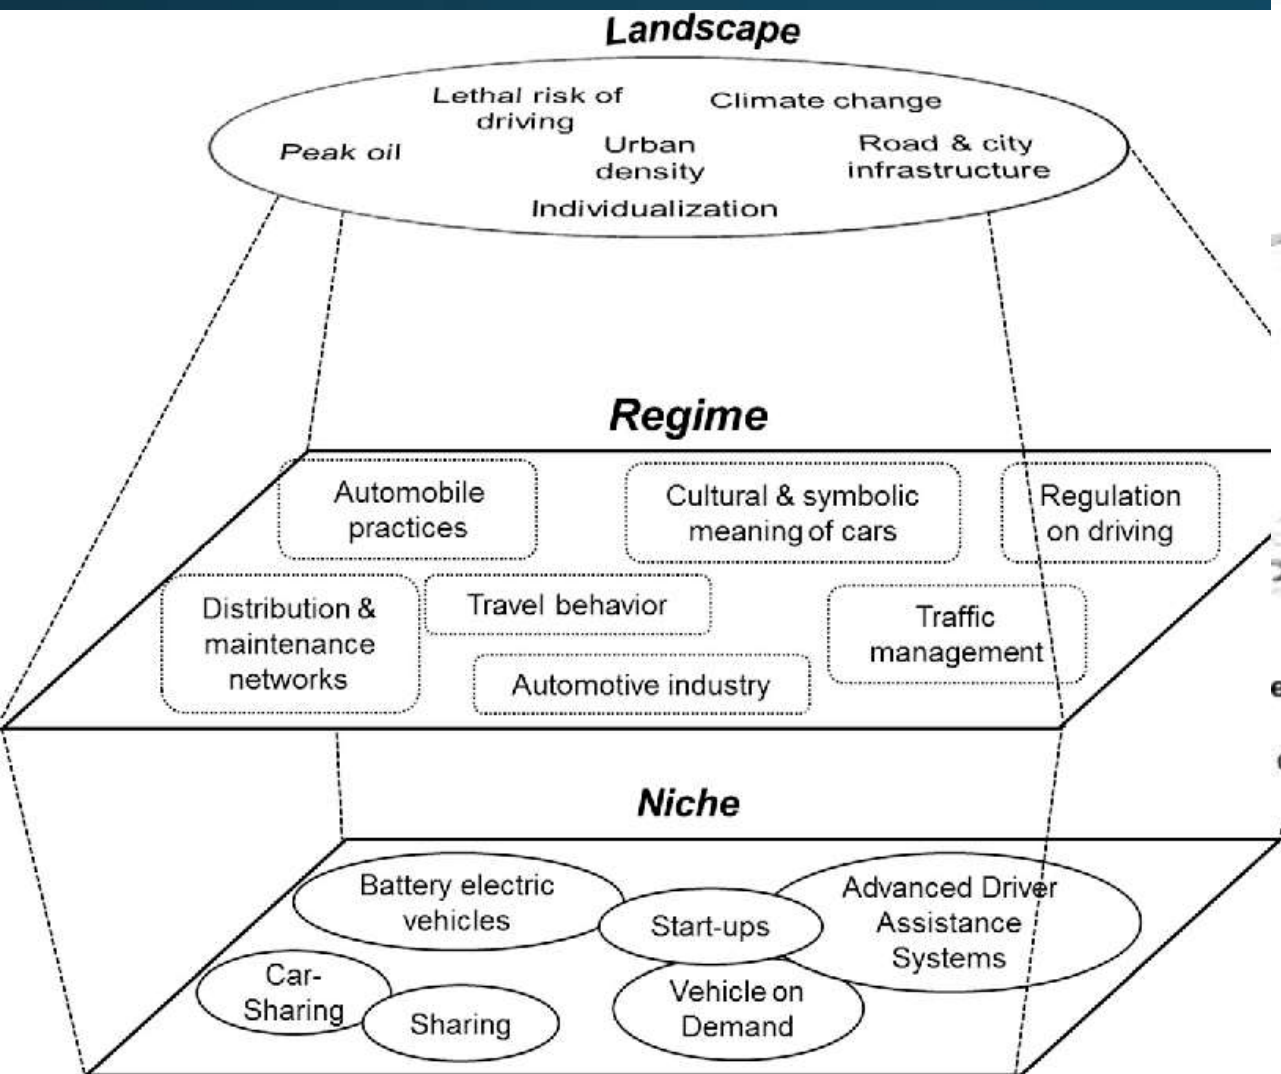 Landscape
Lethal risk of
driving
Climate change
Peak oil
Urban
density
Road & city
infrastructure
Individualization
Regime
Automobile
practices
Cultural & symbolic
meaning of cars
Regulation
on driving
Distribution &
maintenance
networks
Travel behavior
Traffic
management
Automotive industry
Niche
Battery electric
vehicles
Start-ups
Advanced Driver
Assistance
Systems
Car-
Sharing
Sharing
Vehicle on
Demand